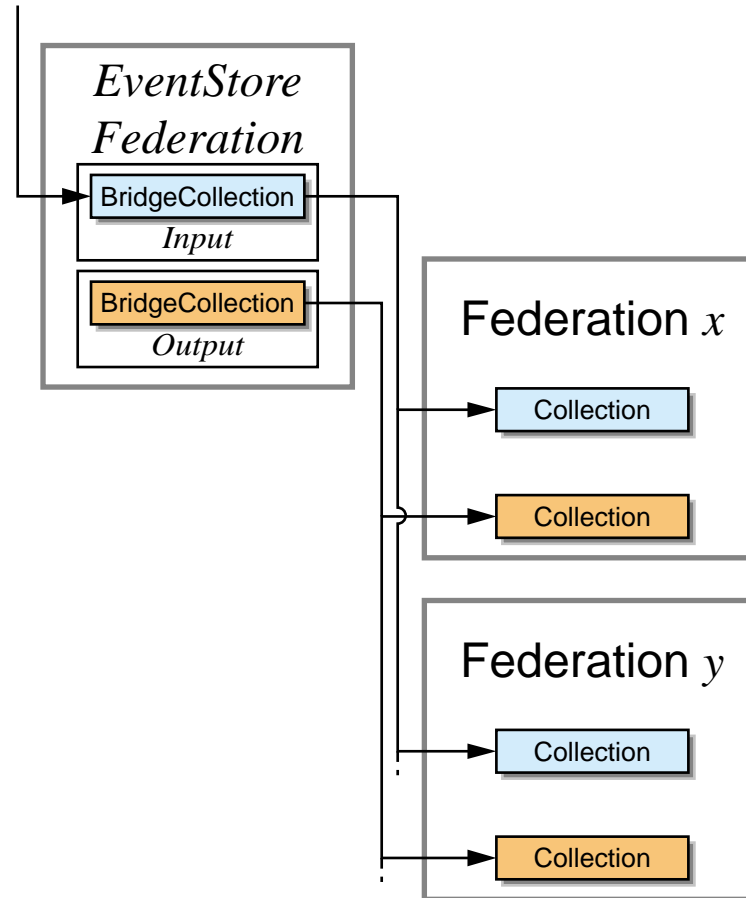 EventStore
Federation
BridgeCollection
Input
BridgeCollection
Output
Federation x
Collection
Collection
Federation y
Collection
Collection